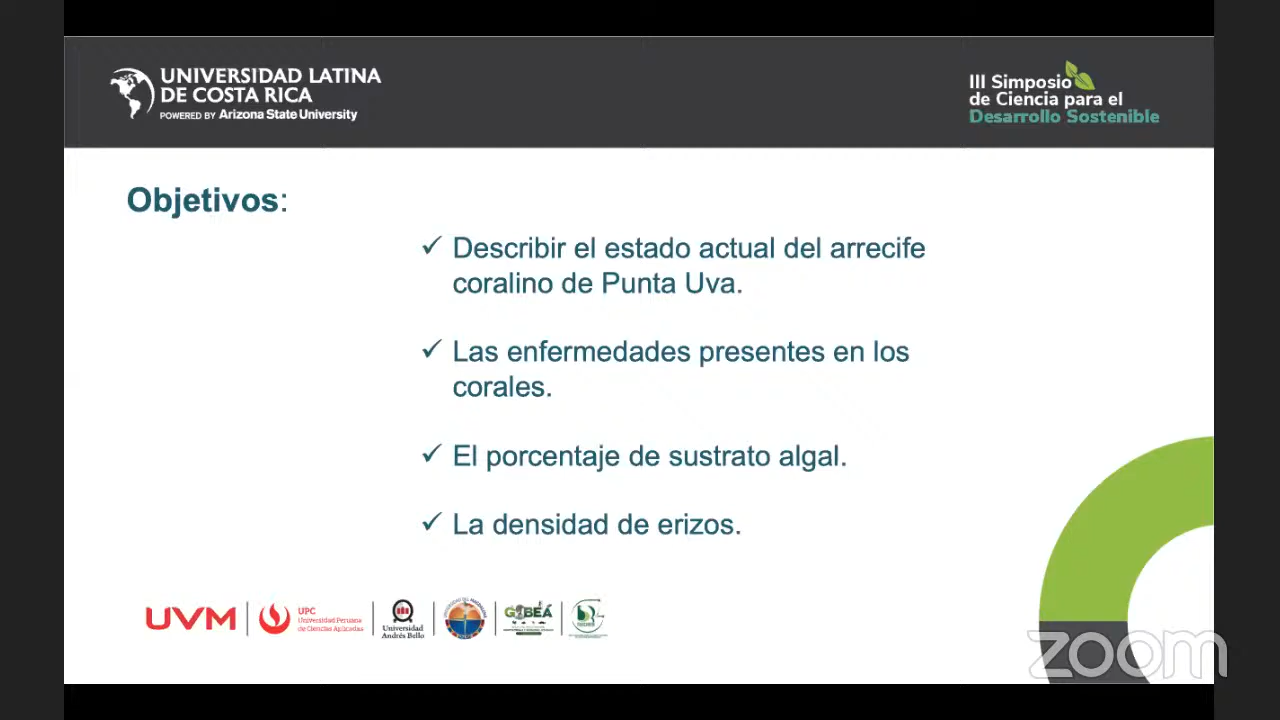 UNIVERSIDAD LATINA
DE COSTA RICA
POWERED BY Arizona State University
III Simposio
de Ciencia para el
Desarrollo Sostenible
Objetivos:
✓ Describir el estado actual del arrecife
coralino de Punta Uva.
✓ Las enfermedades presentes en los
corales.
✓ El porcentaje de sustrato algal.
✓ La densidad de erizos.
UVM
UPC
Universidad Peruana
de Ciencias Aplicadas
Universidad
Andrés Bello
zoom